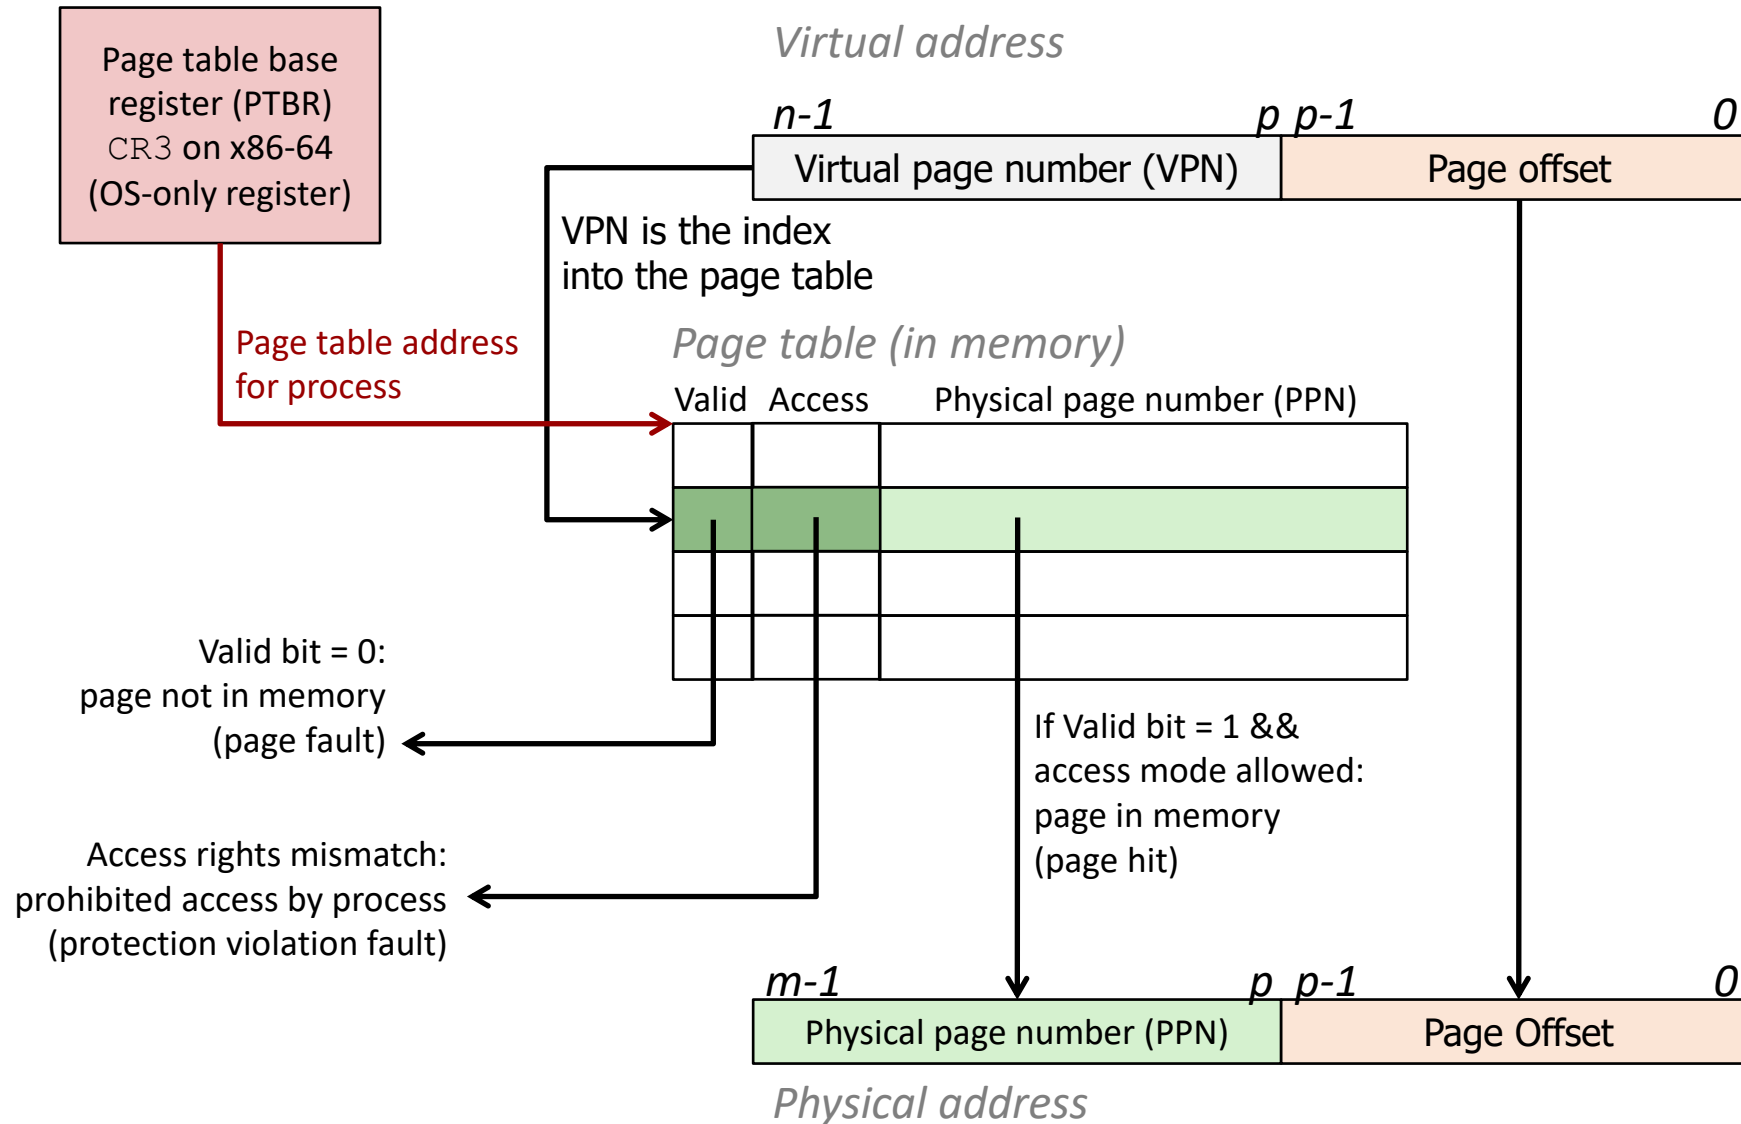 Page table base
register (PTBR)
CR3 on x86-64
(OS-only register)
Virtual address
n-1 p p-1 0
Virtual page number (VPN) Page offset
VPN is the index
into the page table
Page table address
for process
Page table (in memory)
Valid Access Physical page number (PPN)
Valid bit = 0:
page not in memory
(page fault)
If Valid bit = 1 &&
access mode allowed:
page in memory
(page hit)
Access rights mismatch:
prohibited access by process
(protection violation fault)
m-1 p p-1 0
Physical page number (PPN) Page Offset
Physical address